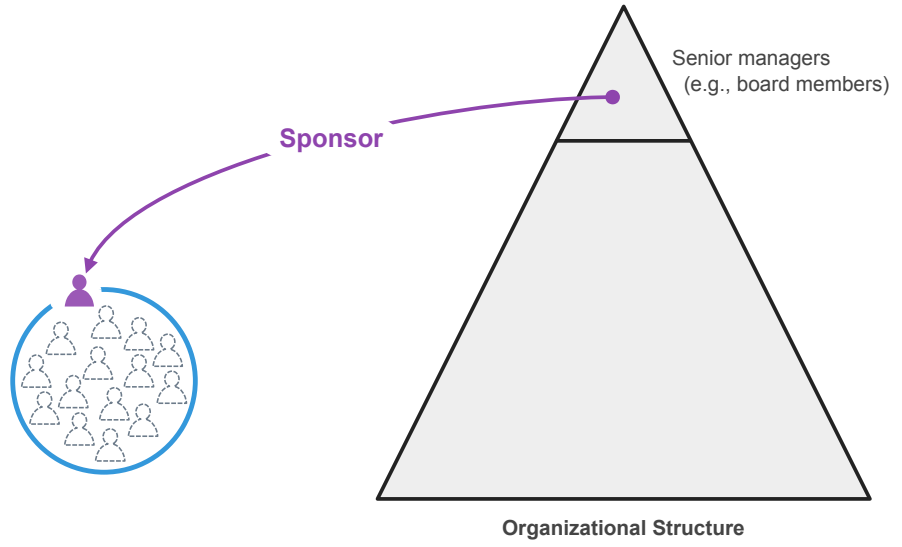 Senior managers
(e.g., board members)
Sponsor
Organizational Structure